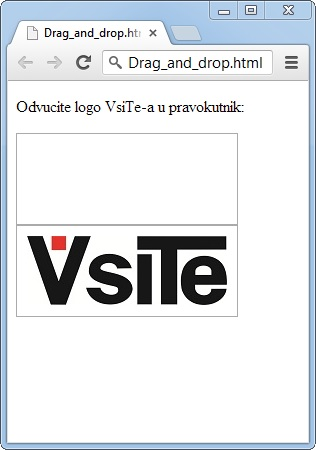 Drag_and_drop.htm
Drag_and_drop.html
Odvucite logo VsiTe-a u pravokutnik:
VsiTe